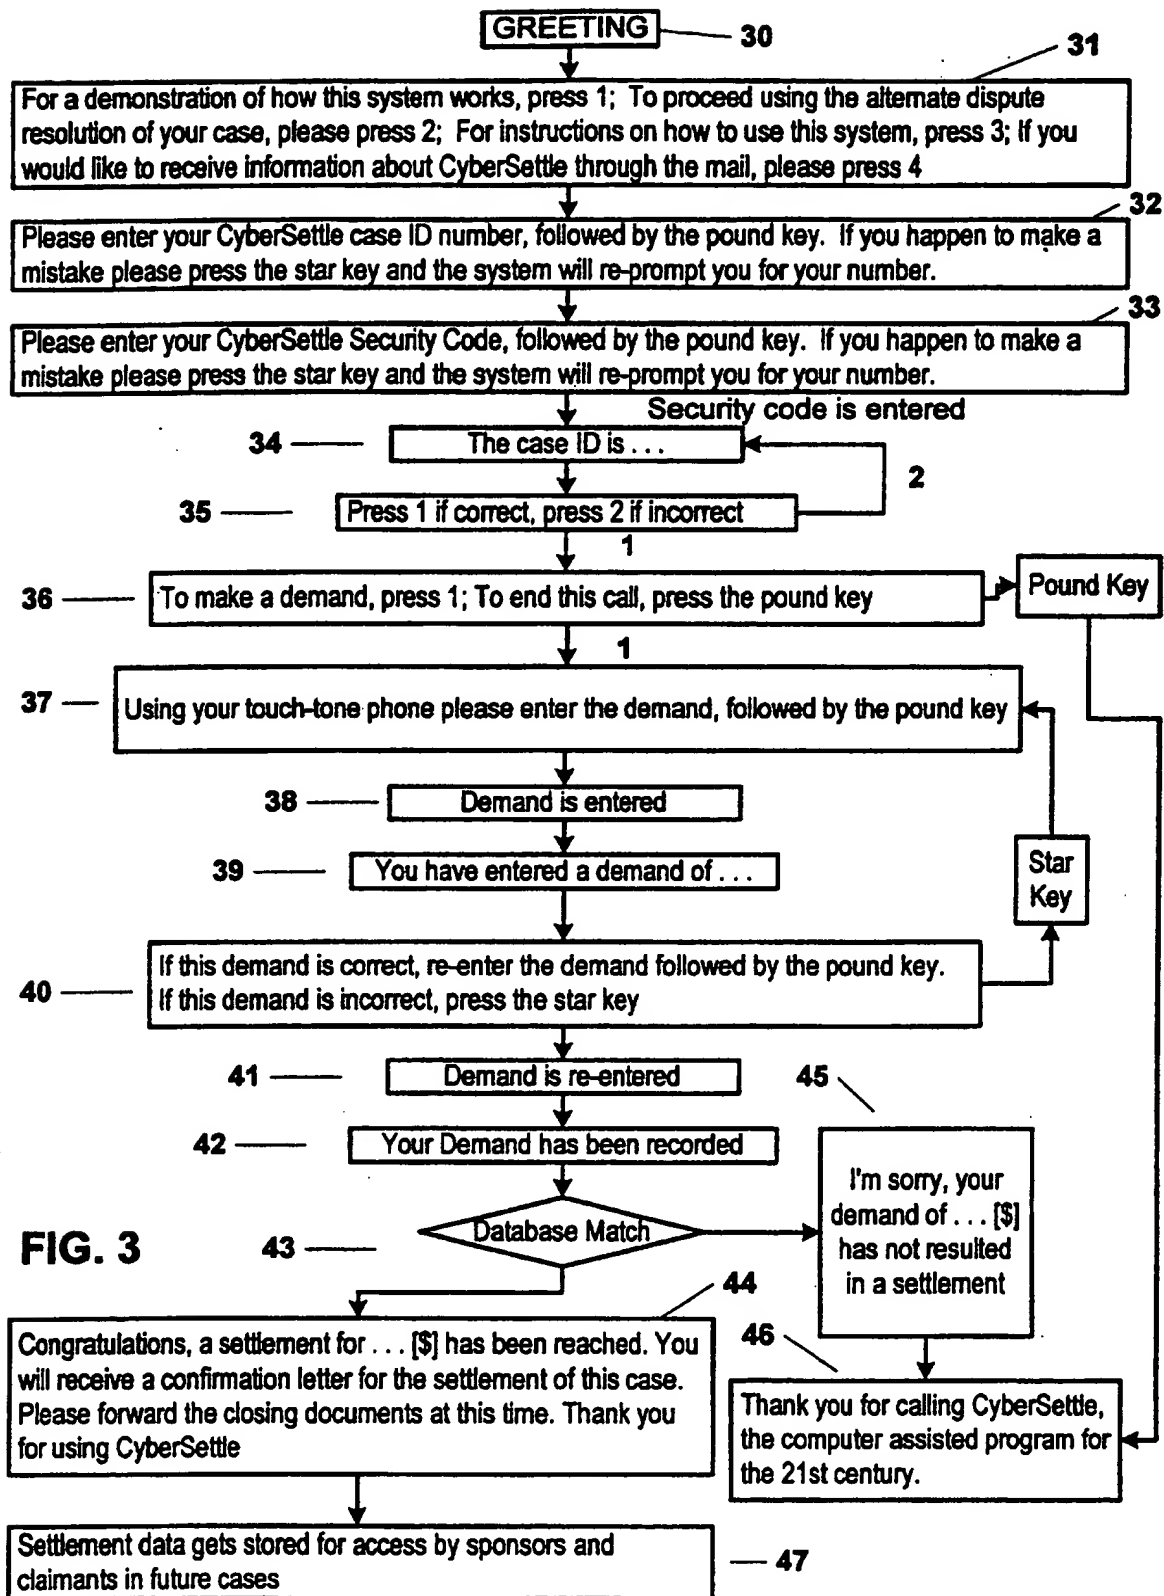 GREETING
30
31
For a demonstration of how this system works, press 1; To proceed using the alternate dispute
resolution of your case, please press 2; For instructions on how to use this system, press 3; If you
would like to receive information about CyberSettle through the mail, please press 4
32
Please enter your CyberSettle case ID number, followed by the pound key. If you happen to make a
mistake please press the star key and the system will re-prompt you for your number.
33
Please enter your CyberSettle Security Code, followed by the pound key. If you happen to make a
mistake please press the star key and the system will re-prompt you for your number.
Security code is entered
34
The case ID is . . .
2
35
Press 1 if correct, press 2 if incorrect
1
36
To make a demand, press 1; To end this call, press the pound key
Pound Key
1
37
Using your touch-tone phone please enter the demand, followed by the pound key
38
Demand is entered
39
You have entered a demand of . . .
Star
Key
40
If this demand is correct, re-enter the demand followed by the pound key.
If this demand is incorrect, press the star key
41
Demand is re-entered
45
42
Your Demand has been recorded
I'm sorry, your
demand of . . . [$]
has not resulted
in a settlement
FIG. 3
43
Database Match
44
Congratulations, a settlement for . . . [$] has been reached. You
will receive a confirmation letter for the settlement of this case.
Please forward the closing documents at this time. Thank you
for using CyberSettle
46
Thank you for calling CyberSettle,
the computer assisted program for
the 21st century.
Settlement data gets stored for access by sponsors and
claimants in future cases
47